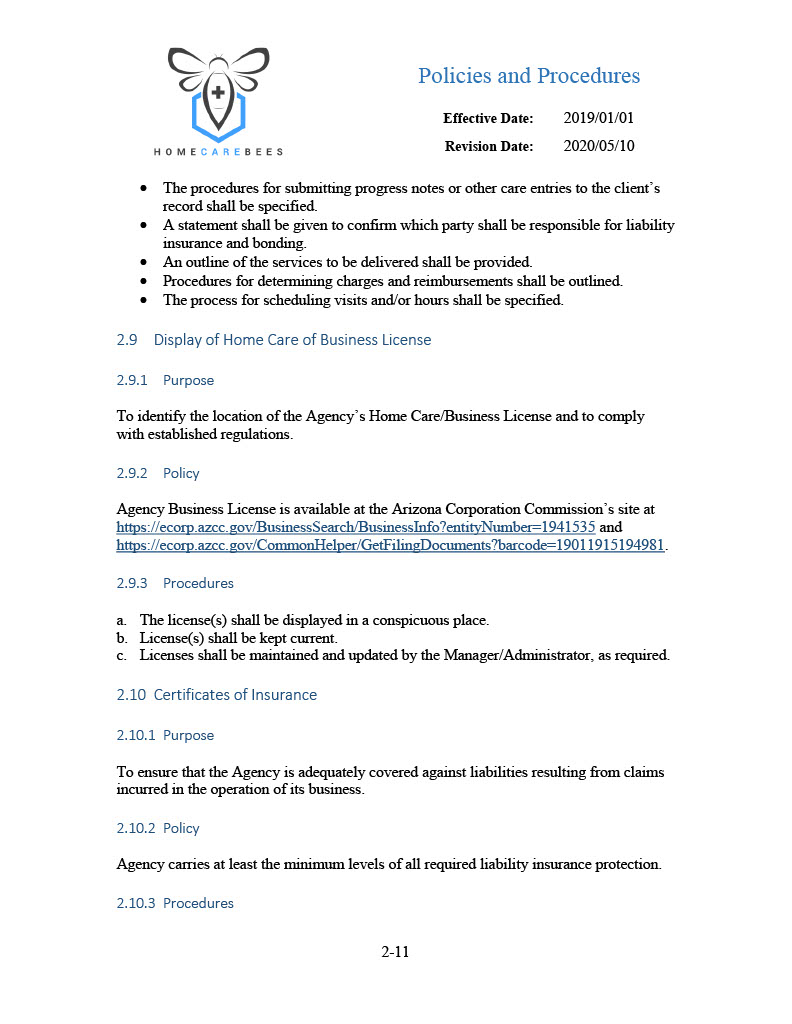 HOMECAREBEES
Policies and Procedures
Effective Date: 2019/01/01
Revision Date: 2020/05/10
• The procedures for submitting progress notes or other care entries to the client’s
record shall be specified.
• A statement shall be given to confirm which party shall be responsible for liability
insurance and bonding.
• An outline of the services to be delivered shall be provided.
• Procedures for determining charges and reimbursements shall be outlined.
• The process for scheduling visits and/or hours shall be specified.
2.9 Display of Home Care of Business License
2.9.1 Purpose
To identify the location of the Agency’s Home Care/Business License and to comply
with established regulations.
2.9.2 Policy
Agency Business License is available at the Arizona Corporation Commission’s site at
https://ecorp.azcc.gov/BusinessSearch/BusinessInfo?entityNumber=1941535 and
https://ecorp.azcc.gov/CommonHelper/GetFilingDocuments?barcode=19011915194981.
2.9.3 Procedures
a. The license(s) shall be displayed in a conspicuous place.
b. License(s) shall be kept current.
c. Licenses shall be maintained and updated by the Manager/Administrator, as required.
2.10 Certificates of Insurance
2.10.1 Purpose
To ensure that the Agency is adequately covered against liabilities resulting from claims
incurred in the operation of its business.
2.10.2 Policy
Agency carries at least the minimum levels of all required liability insurance protection.
2.10.3 Procedures
2-11